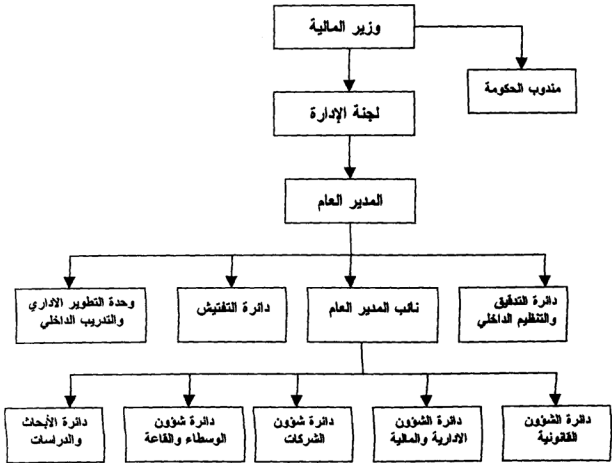 وزير المالية
مندوب الحكومة
لجنة الإدارة
المدير العام
دائرة التدقيق
والتنظيم الداخلي
نائب المدير العام
دائرة التفتيش
وحدة التطوير الاداري
والتدريب الداخلي
دائرة الشؤون
القانونية
دائرة الشؤون
الادارية والمالية
دائرة شؤون
الشركات
دائرة شؤون
الوسطاء والقاعة
دائرة الأبحاث
والدراسات